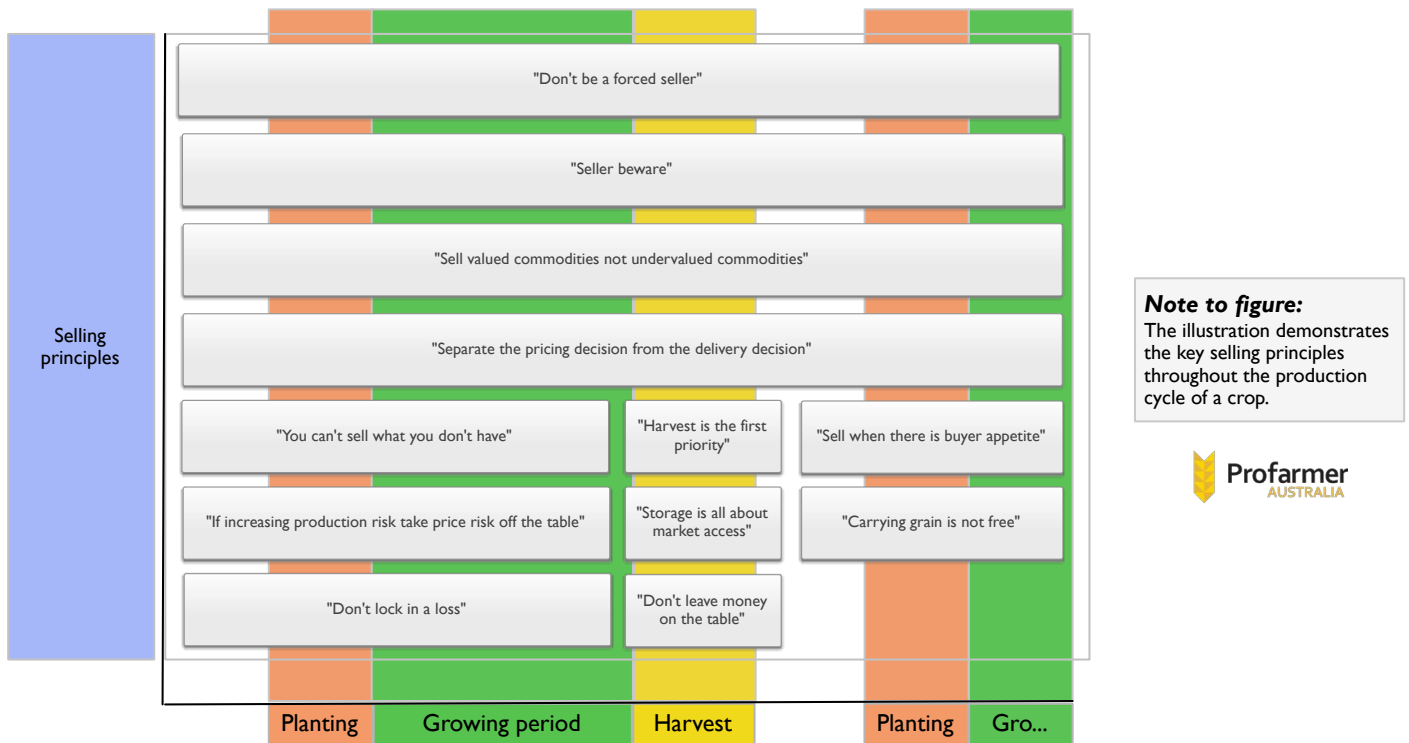 "Don't be a forced seller"
"Seller beware"
"Sell valued commodities not undervalued commodities"
Selling
principles
"Separate the pricing decision from the delivery decision"
"You can't sell what you don't have"
"Harvest is the first
priority"
"Sell when there is buyer appetite"
"If increasing production risk take price risk off the table"
"Storage is all about
market access"
"Carrying grain is not free"
"Don't lock in a loss"
"Don't leave money
on the table"
Planting
Growing period
Harvest
Planting
Gro...
Note to figure:
The illustration demonstrates
the key selling principles
throughout the production
cycle of a crop.
Profarmer
AUSTRALIA